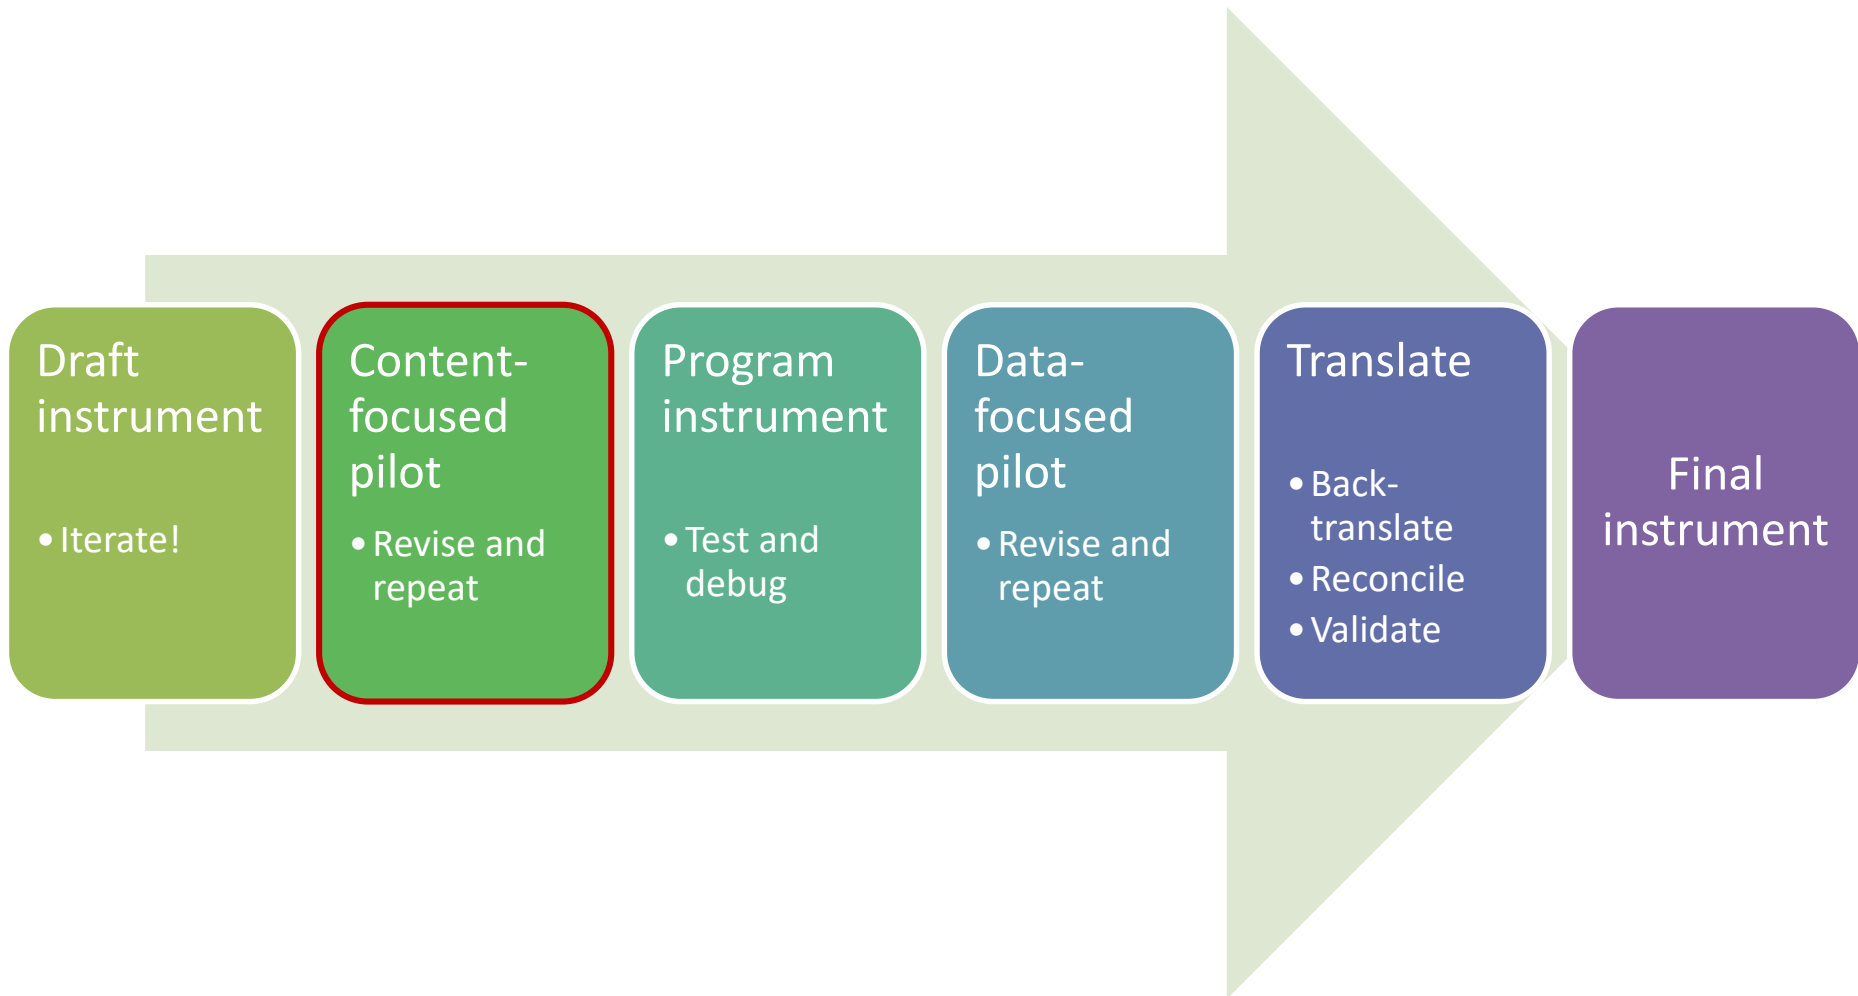 Draft
instrument
• Iterate!
Content-
focused
pilot
• Revise and
repeat
Program
instrument
• Test and
debug
Data-
focused
pilot
• Revise and
repeat
Translate
• Back-
translate
• Reconcile
• Validate
Final
instrument